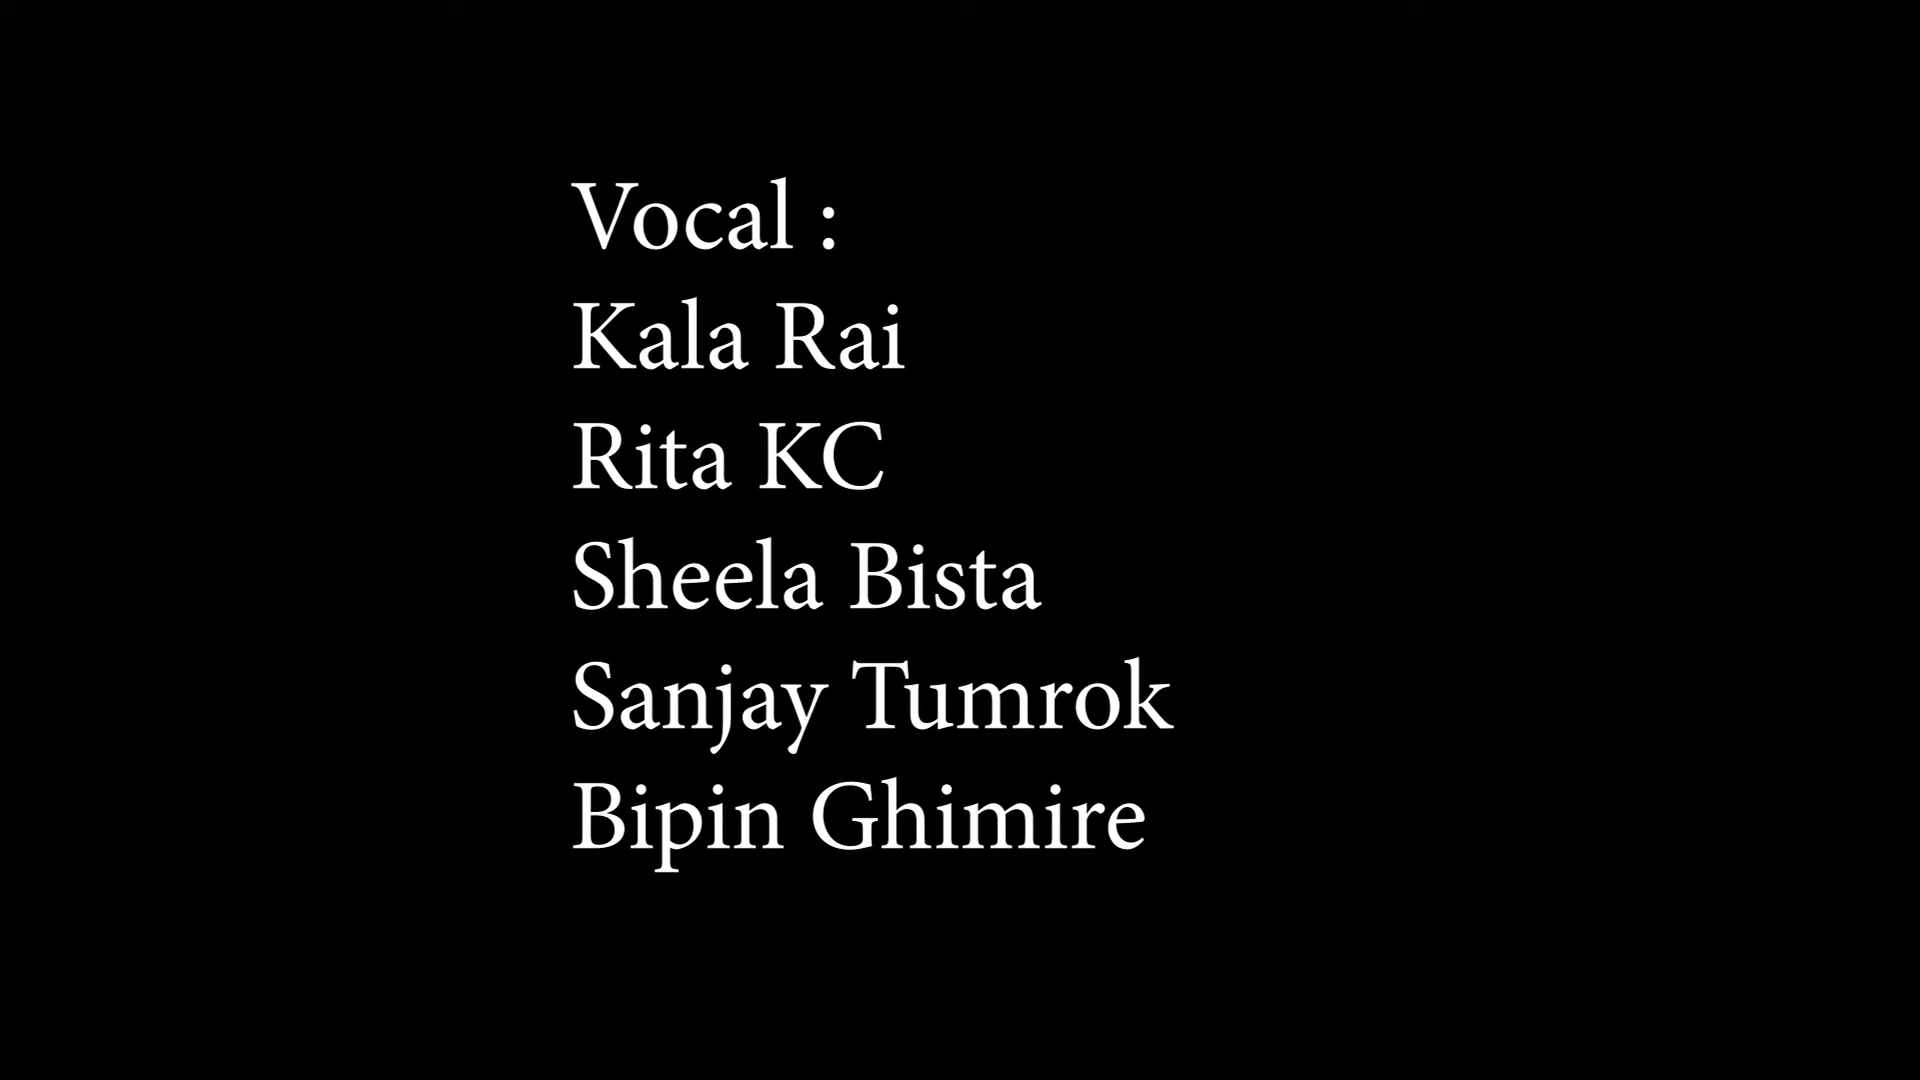 Vocal :
Kala Rai
Rita KC
Sheela Bista
Sanjay Tumrok
Bipin Ghimire